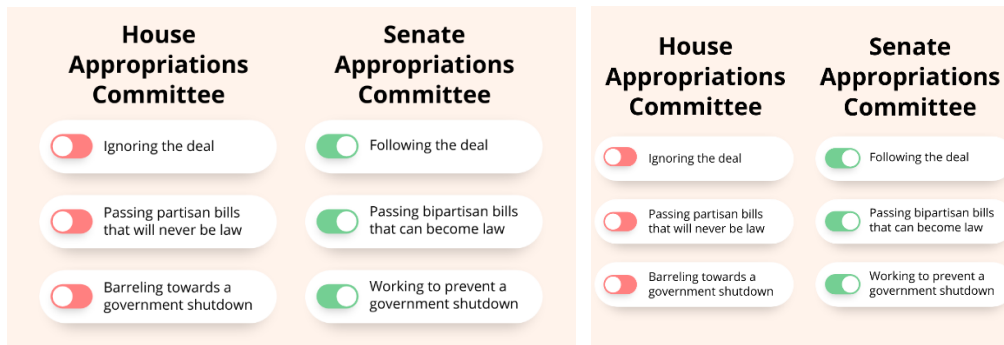 House
Appropriations
Committee
Senate
Appropriations
Committee
Ignoring the deal
Following the deal
Passing partisan bills
that will never be law
Passing bipartisan bills
that can become law
Barreling towards a
government shutdown
Working to prevent a
government shutdown
House
Appropriations
Committee
Senate
Appropriations
Committee
Ignoring the deal
Following the deal
Passing partisan bills
that will never be law
Passing bipartisan bills
that can become law
Barreling towards a
government shutdown
Working to prevent a
government shutdown